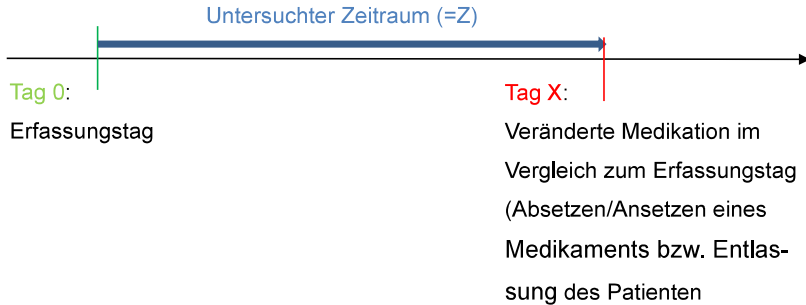 Untersuchter Zeitraum (=Z)
Tag 0:
Erfassungstag
Tag X:
Veränderte Medikation im
Vergleich zum Erfassungstag
(Absetzen/Ansetzen eines
Medikaments bzw. Entlas-
sung des Patienten